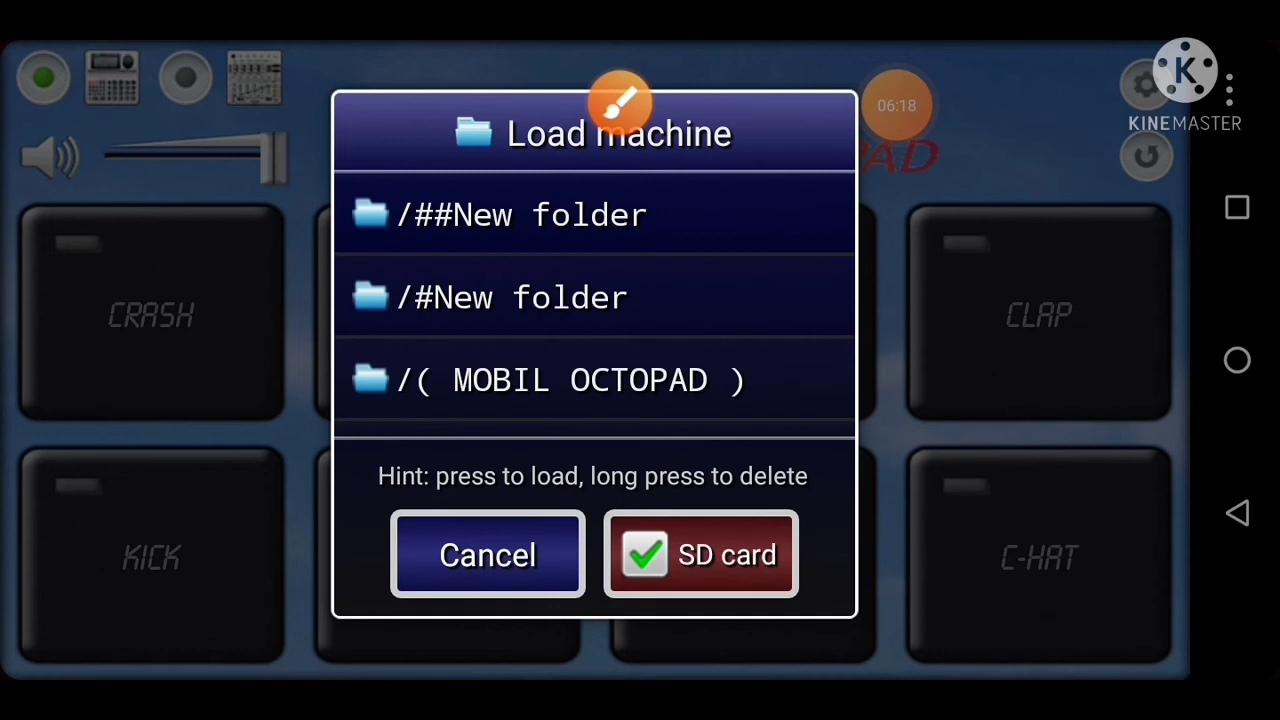 06:18
K
KINEMASTER
Load machine
PAD
/##New folder
/#New folder
/( MOBIL OCTOPAD )
CRASH
CLAP
Hint: press to load, long press to delete
Cancel
SD card
KICK
C-HAT